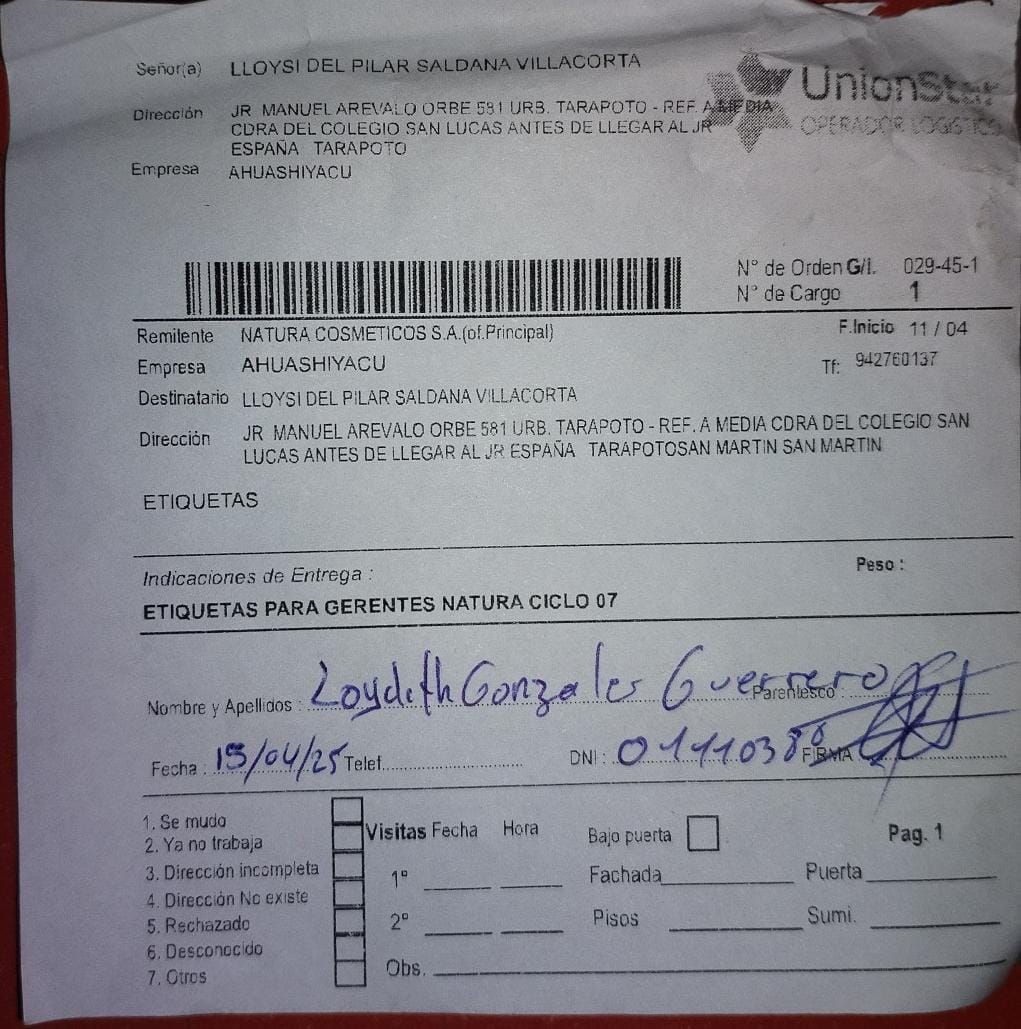 Señor(a) LLOYSI DEL PILAR SALDANA VILLACORTA
UnionStar
OPERADOR LOGISTICO
Dirección JR MANUEL AREVALO ORBE 581 URB. TARAPOTO - REF. A MEDIA
CDRA DEL COLEGIO SAN LUCAS ANTES DE LLEGAR AL JR
ESPAÑA TARAPOTO
Empresa AHUASHIYACU
N° de Orden G/I. 029-45-1
N° de Cargo 1
Remitente NATURA COSMETICOS S.A.(of.Principal) F.Inicio 11 / 04
Empresa AHUASHIYACU Tf: 942760137
Destinatario LLOYSI DEL PILAR SALDANA VILLACORTA
Dirección JR MANUEL AREVALO ORBE 581 URB. TARAPOTO - REF. A MEDIA CDRA DEL COLEGIO SAN
LUCAS ANTES DE LLEGAR AL JR ESPAÑA TARAPOTOSAN MARTIN SAN MARTIN
ETIQUETAS
Indicaciones de Entrega : Peso :
ETIQUETAS PARA GERENTES NATURA CICLO 07
Nombre y Apellidos : Loydith Gonzales Guerrero Parentesco :
Fecha : 15/04/25 Telef. DNI : 01110388 FIRMA
1. Se mudo
2. Ya no trabaja
3. Dirección incompleta
4. Dirección No existe
5. Rechazado
6. Desconocido
7. Otros
Visitas Fecha Hora Bajo puerta Pag. 1
1° Fachada Puerta
2° Pisos Sumi.
Obs.